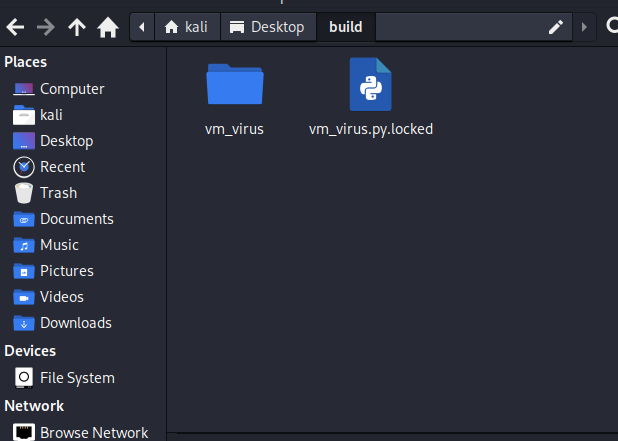 kali Desktop build
Places
Computer
kali
Desktop
Recent
Trash
Documents
Music
Pictures
Videos
Downloads
Devices
File System
Network
Browse Network
vm_virus vm_virus.py.locked